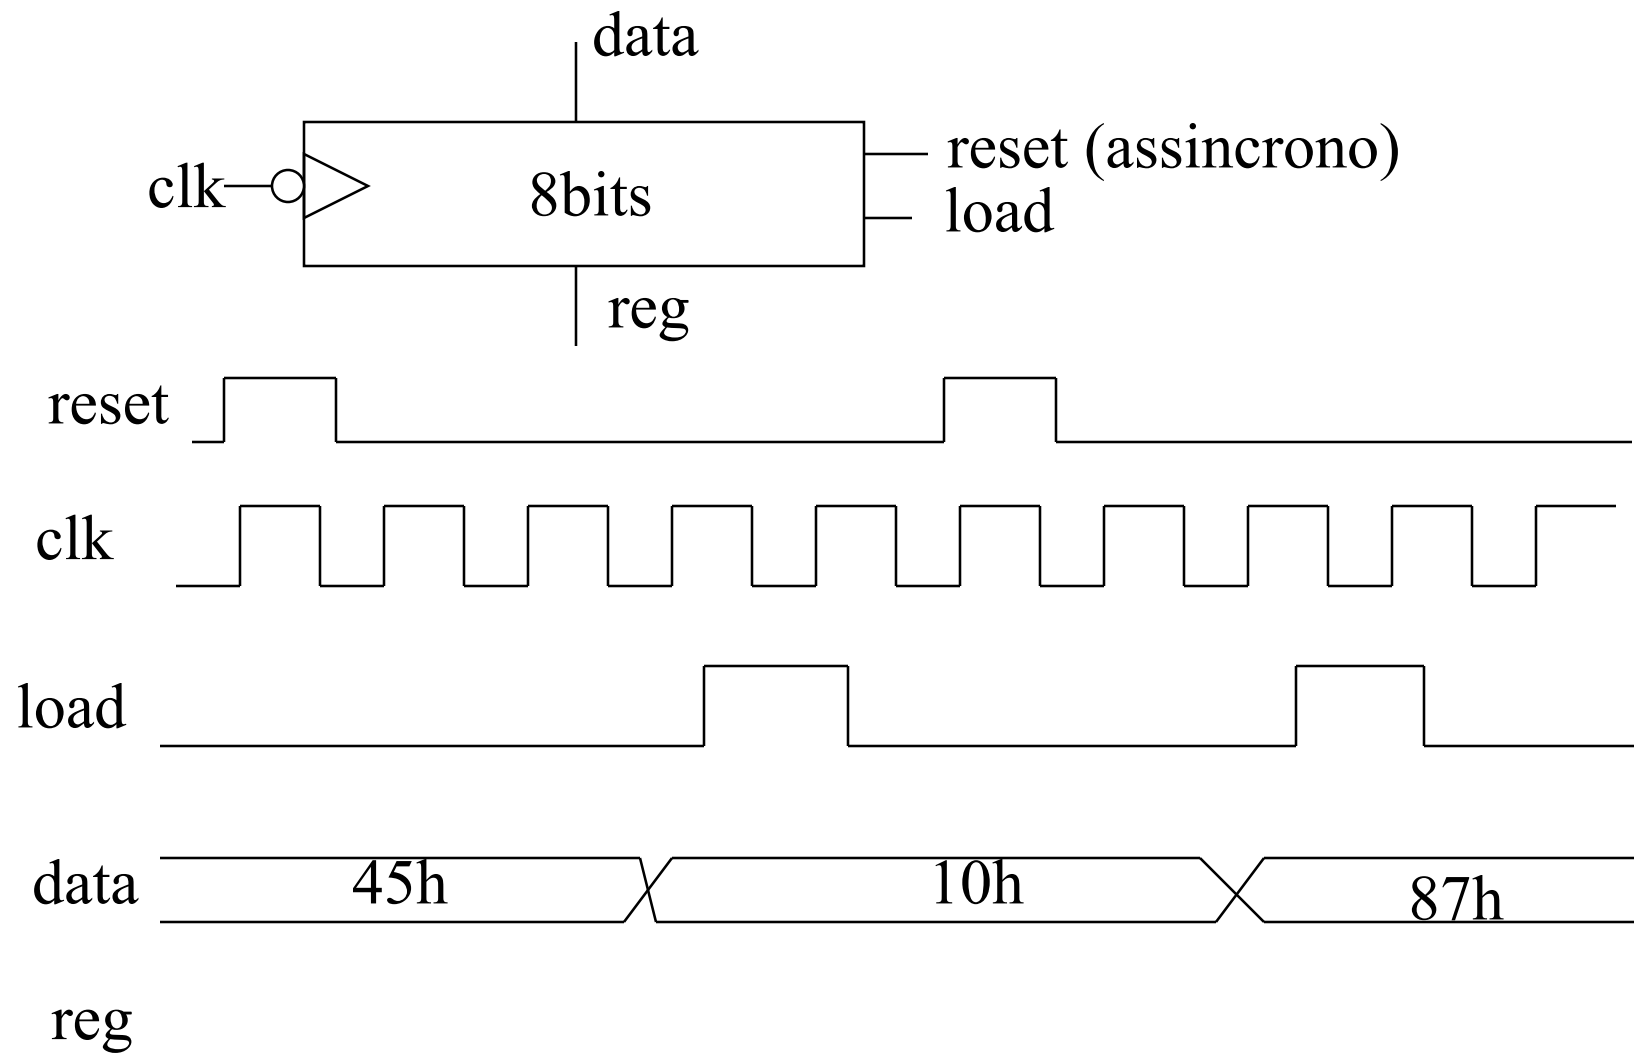 data
clk
8bits
reset (assincrono)
load
reg
reset
clk
load
data
45h
10h
87h
reg